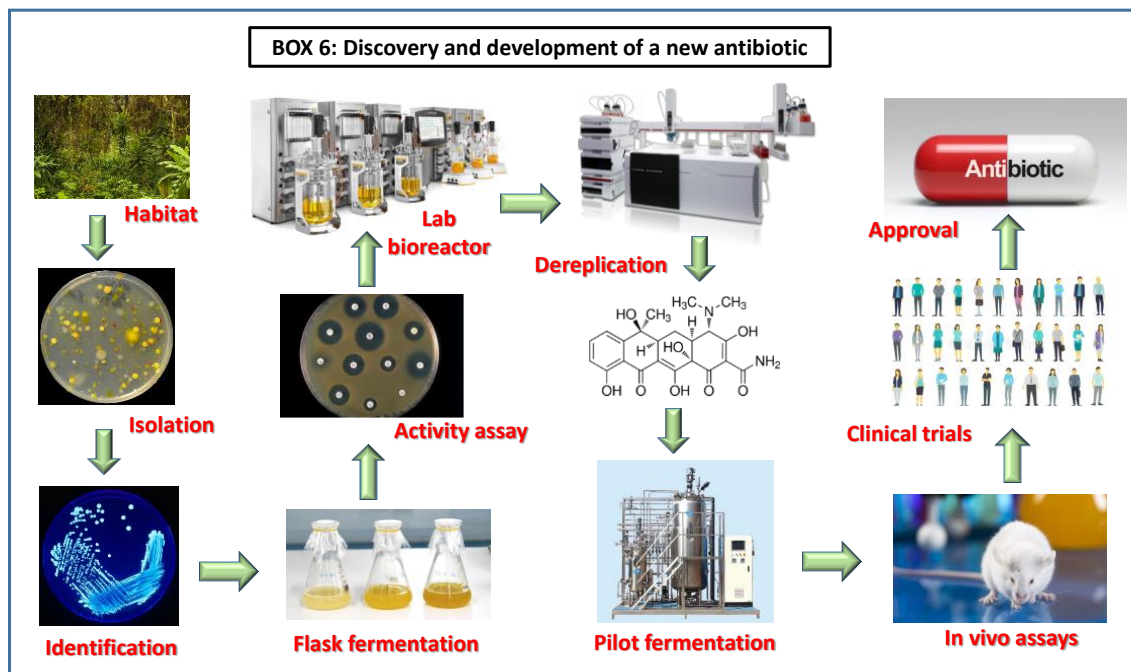 BOX 6: Discovery and development of a new antibiotic
Habitat
Isolation
Identification
Flask fermentation
Activity assay
Lab
bioreactor
Dereplication
HO CH₃
H₃C N CH₃
H
H
OH
HO
NH₂
OH O OH O O
Pilot fermentation
In vivo assays
Clinical trials
Approval
Antibiotic